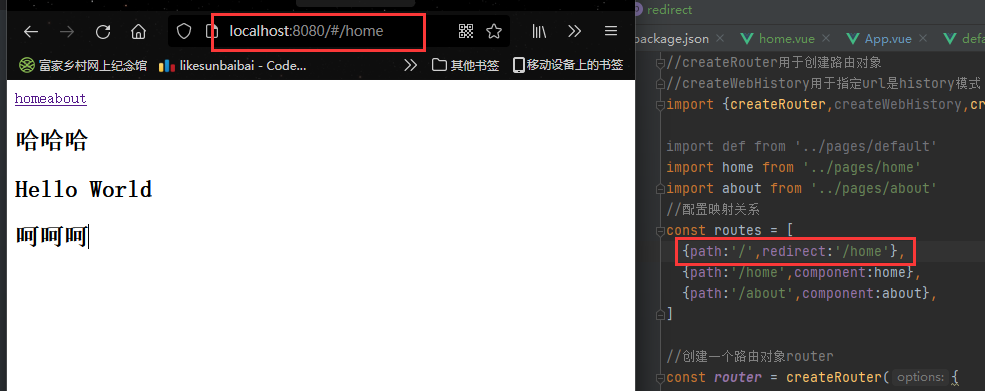 localhost:8080/#/home
富家乡村网上纪念馆
likesunbaibai - Code...
其他书签
移动设备上的书签
homeabout
哈哈哈
Hello World
呵呵呵
redirect
package.json
home.vue
App.vue
defa
//createRouter用于创建路由对象
//createWebHistory用于指定url是history模式
import {createRouter,createWebHistory,cr
import def from '../pages/default'
import home from '../pages/home'
import about from '../pages/about'
//配置映射关系
const routes = [
{path:'/',redirect:'/home'},
{path:'/home',component:home},
{path:'/about',component:about},
]
//创建一个路由对象router
const router = createRouter( options: {